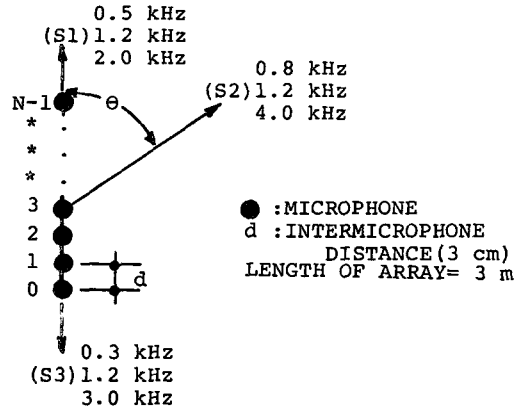 0.5 kHz
(S1)1.2 kHz
2.0 kHz
0.8 kHz
(S2)1.2 kHz
4.0 kHz
N-1
θ
*
*
*
3
2
1
0
d
:MICROPHONE
d :INTERMICROPHONE
DISTANCE(3 cm)
LENGTH OF ARRAY= 3 m
0.3 kHz
(S3)1.2 kHz
3.0 kHz